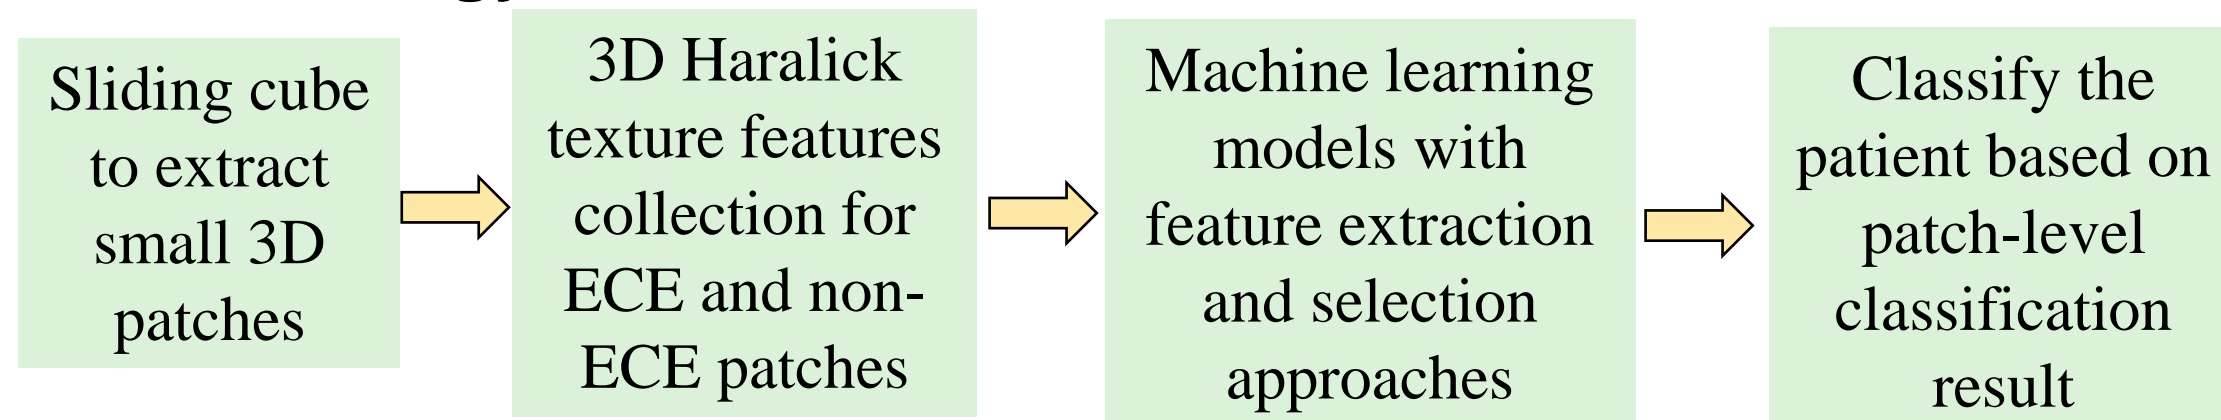 Sliding cube
to extract
small 3D
patches
3D Haralick
texture features
collection for
ECE and non-
ECE patches
Machine learning
models with
feature extraction
and selection
approaches
Classify the
patient based on
patch-level
classification
result